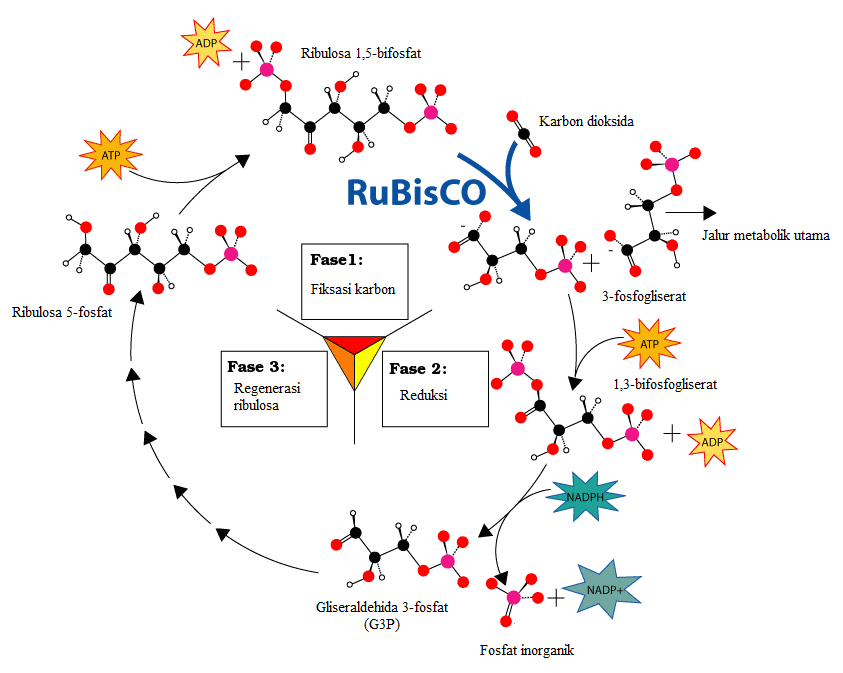 ADP
Ribulosa 1,5-bifosfat
+
Karbon dioksida
ATP
RuBisCO
Jalur metabolik utama
-
-
+
3-fosfogliserat
Ribulosa 5-fosfat
Fase1:
Fiksasi karbon
ATP
Fase 3:
Regenerasi
ribulosa
Fase 2:
Reduksi
1,3-bifosfogliserat
+
ADP
NADPH
Gliseraldehida 3-fosfat
(G3P)
+
NADP+
Fosfat inorganik